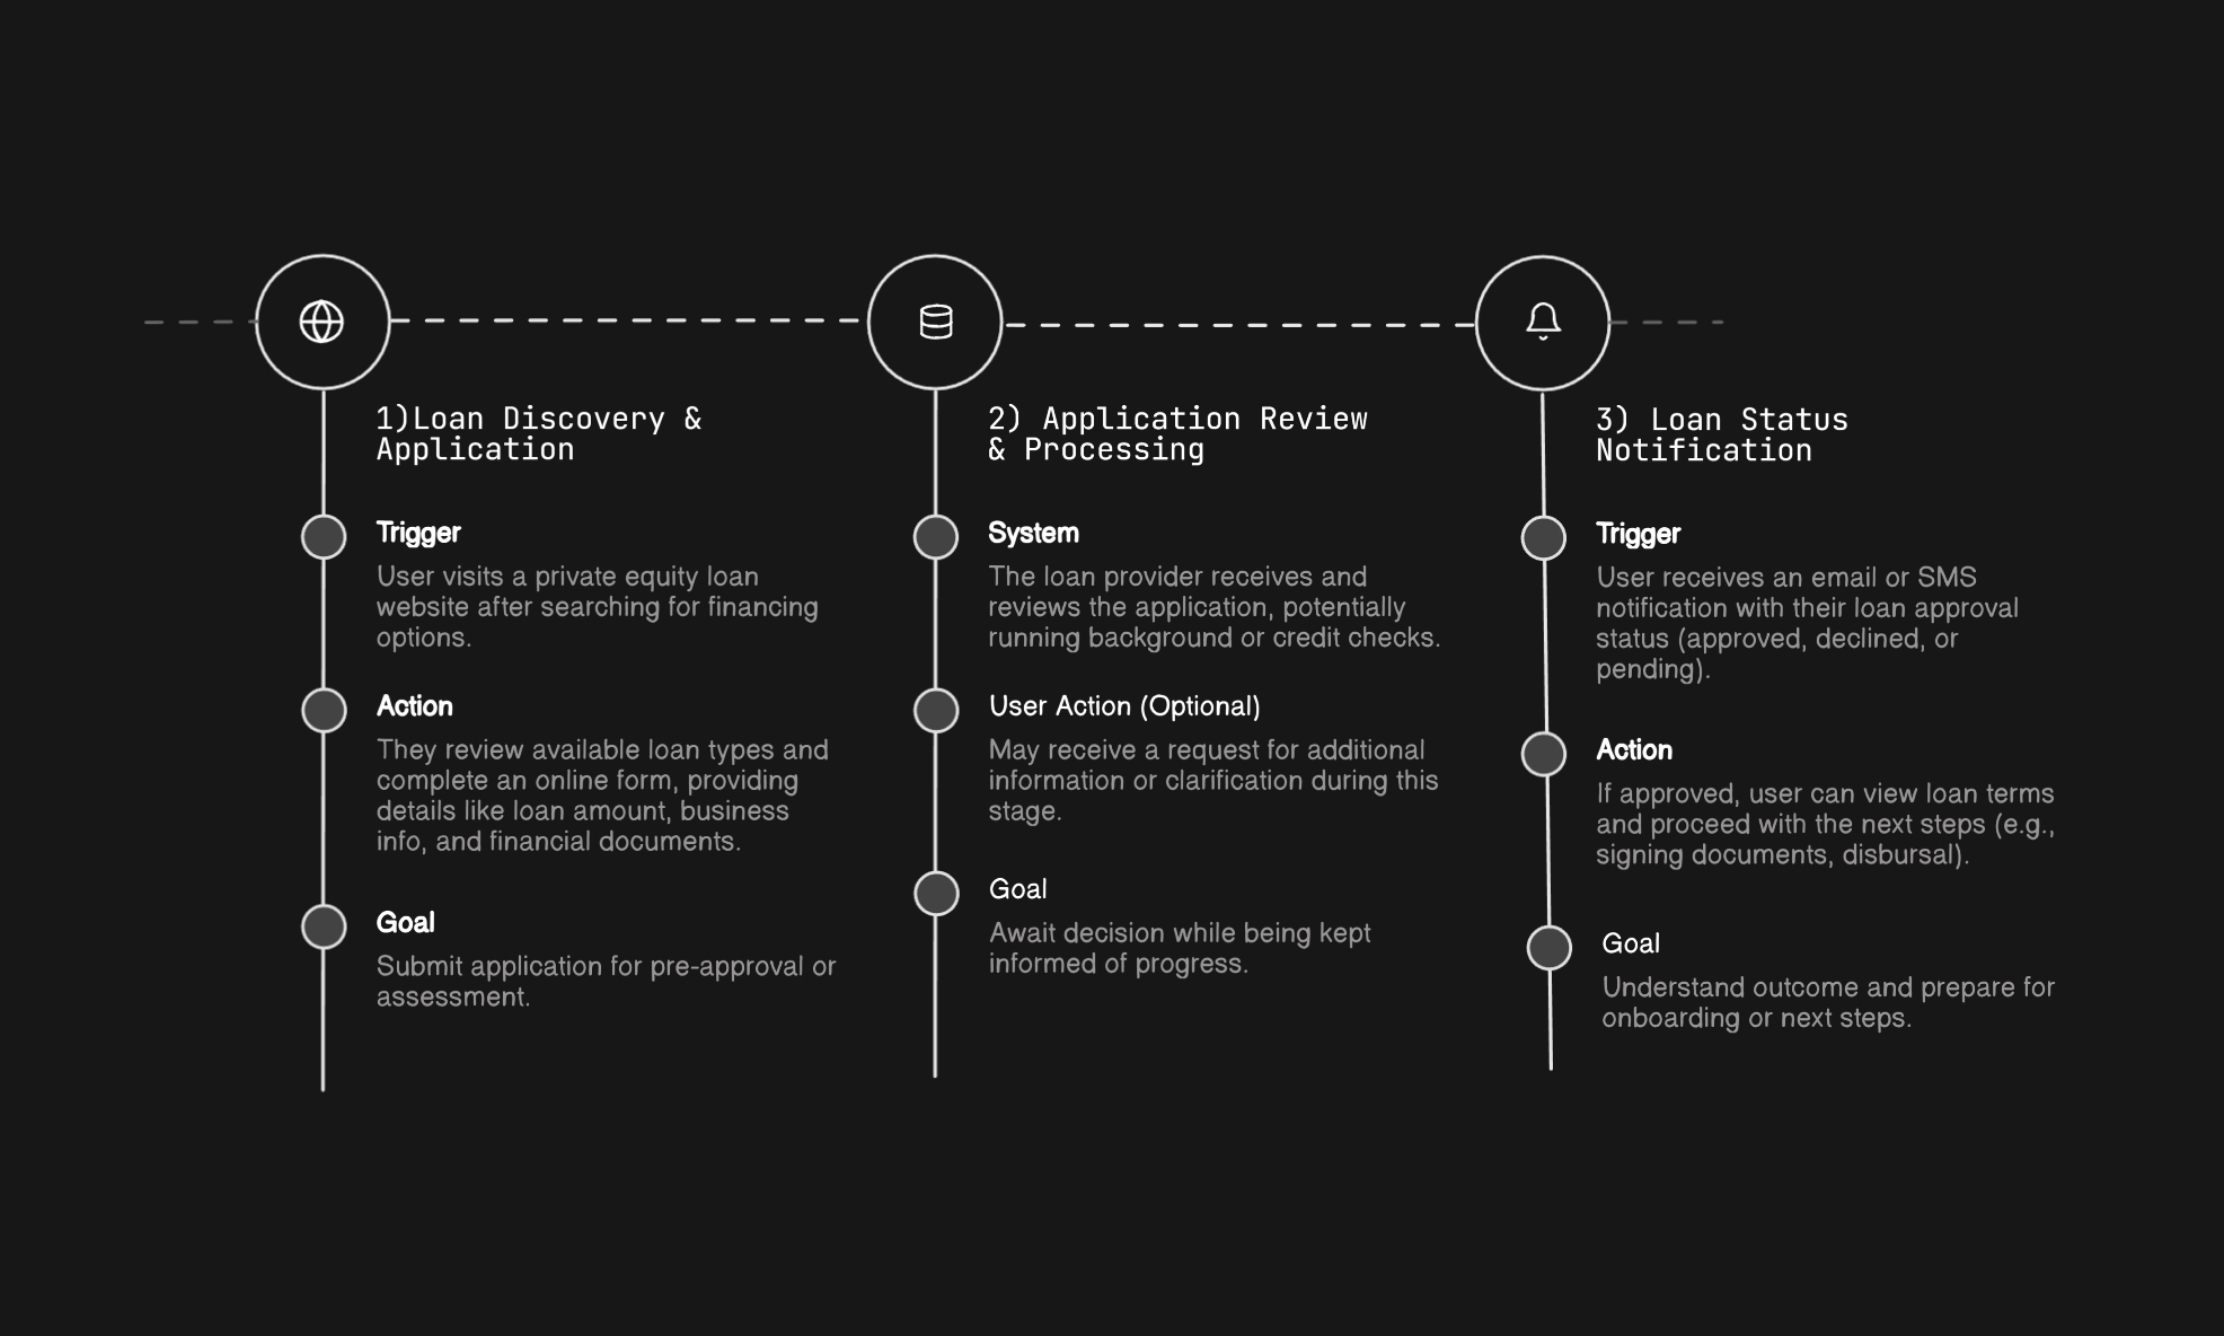 1)Loan Discovery &
Application
Trigger
User visits a private equity loan
website after searching for financing
options.
Action
They review available loan types and
complete an online form, providing
details like loan amount, business
info, and financial documents.
Goal
Submit application for pre-approval or
assessment.
2) Application Review
& Processing
System
The loan provider receives and
reviews the application, potentially
running background or credit checks.
User Action (Optional)
May receive a request for additional
information or clarification during this
stage.
Goal
Await decision while being kept
informed of progress.
3) Loan Status
Notification
Trigger
User receives an email or SMS
notification with their loan approval
status (approved, declined, or
pending).
Action
If approved, user can view loan terms
and proceed with the next steps (e.g.,
signing documents, disbursal).
Goal
Understand outcome and prepare for
onboarding or next steps.